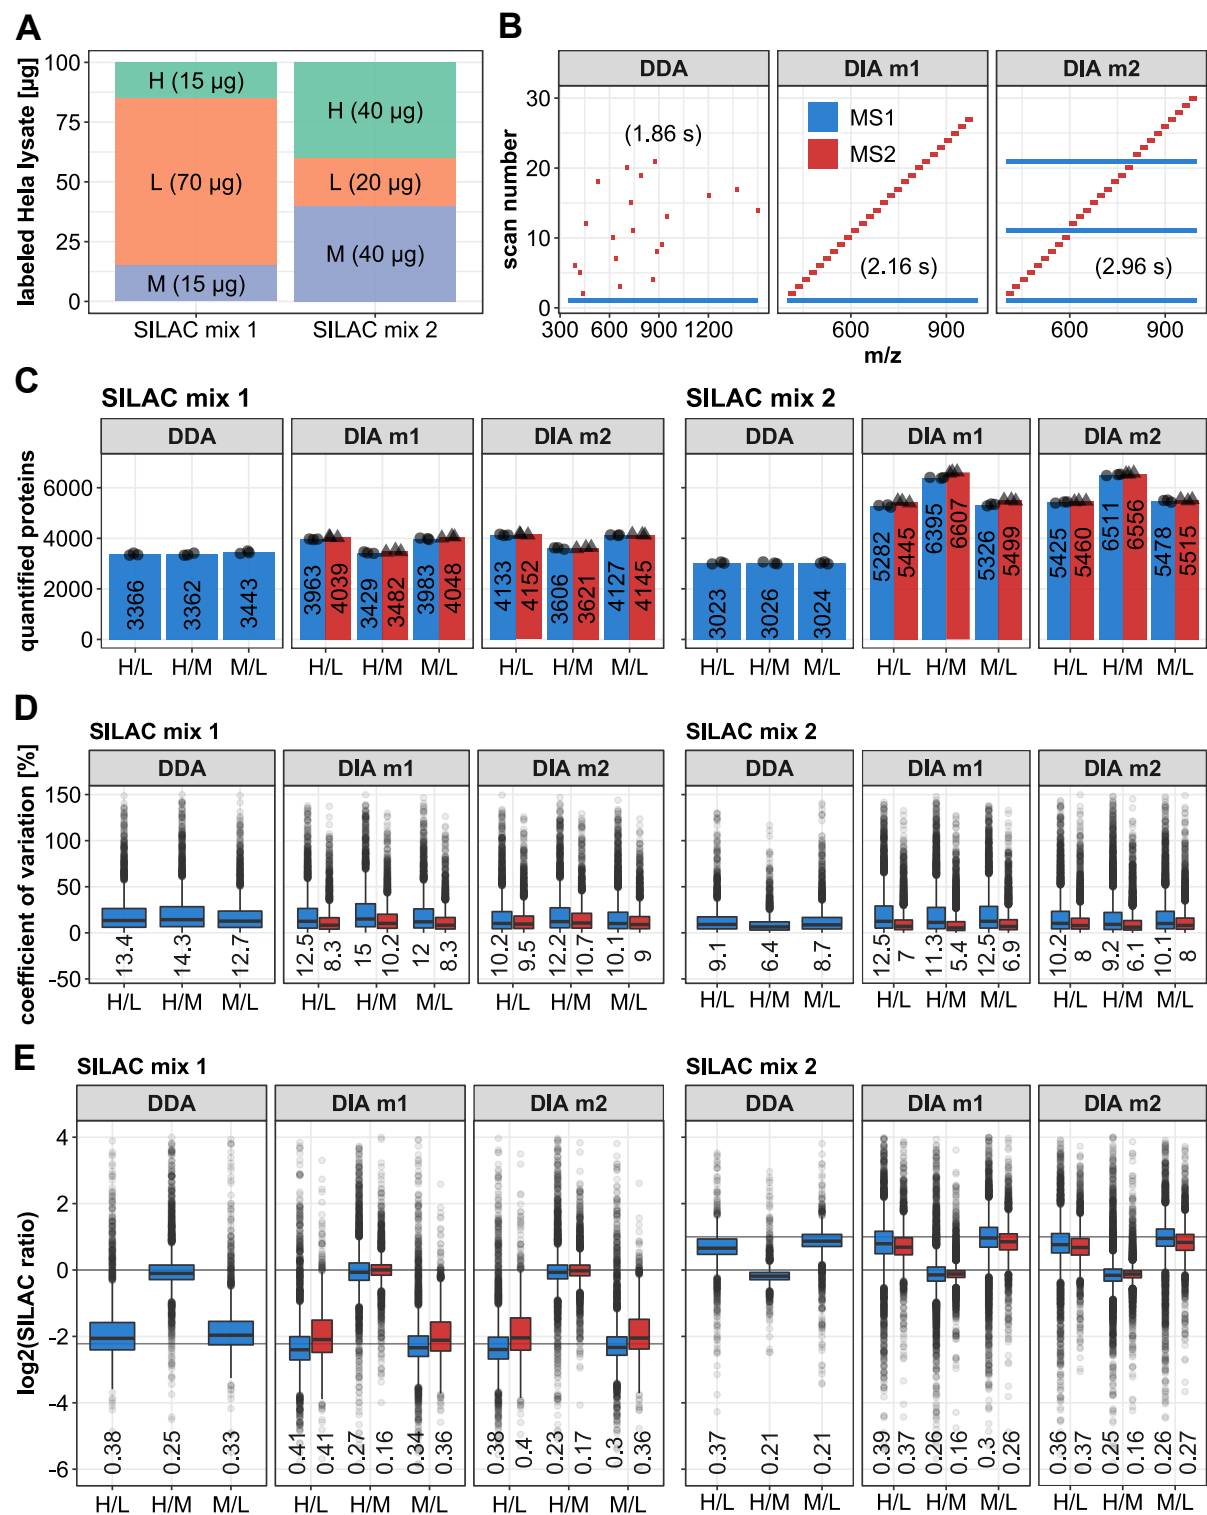 A
labeled Hela lysate [µg]
100
75
50
25
0
H (15 µg)
L (70 µg)
M (15 µg)
H (40 µg)
L (20 µg)
M (40 µg)
SILAC mix 1 SILAC mix 2
B
scan number
30
20
10
0
DDA DIA m1 DIA m2
(1.86 s)
MS1
MS2
(2.16 s)
(2.96 s)
300 600 900 1200 600 900 600 900
m/z
C
SILAC mix 1 SILAC mix 2
DDA DIA m1 DIA m2 DDA DIA m1 DIA m2
quantified proteins
6000
4000
2000
0
3366 3362 3443 3963 4039 3429 3482 3983 4048 4133 4152 3606 3621 4127 4145 3023 3026 3024 5282 5445 6395 6607 5326 5499 5425 5460 6511 6556 5478 5515
H/L H/M M/L H/L H/M M/L H/L H/M M/L H/L H/M M/L H/L H/M M/L H/L H/M M/L
D
SILAC mix 1 SILAC mix 2
DDA DIA m1 DIA m2 DDA DIA m1 DIA m2
coefficient of variation [%]
150
100
50
0
-50
13.4 14.3 12.7 12.5 8.3 15 10.2 12 8.3 10.2 9.5 12.2 10.7 10.1 9 9.1 6.4 8.7 12.5 7 11.3 5.4 12.5 6.9 10.2 8 9.2 6.1 10.1 8
H/L H/M M/L H/L H/M M/L H/L H/M M/L H/L H/M M/L H/L H/M M/L H/L H/M M/L
E
SILAC mix 1 SILAC mix 2
DDA DIA m1 DIA m2 DDA DIA m1 DIA m2
log2(SILAC ratio)
4
2
0
-2
-4
-6
0.38 0.25 0.33 0.41 0.41 0.27 0.16 0.34 0.36 0.38 0.4 0.23 0.17 0.3 0.36 0.37 0.21 0.21 0.39 0.37 0.26 0.16 0.3 0.26 0.36 0.37 0.25 0.16 0.26 0.27
H/L H/M M/L H/L H/M M/L H/L H/M M/L H/L H/M M/L H/L H/M M/L H/L H/M M/L